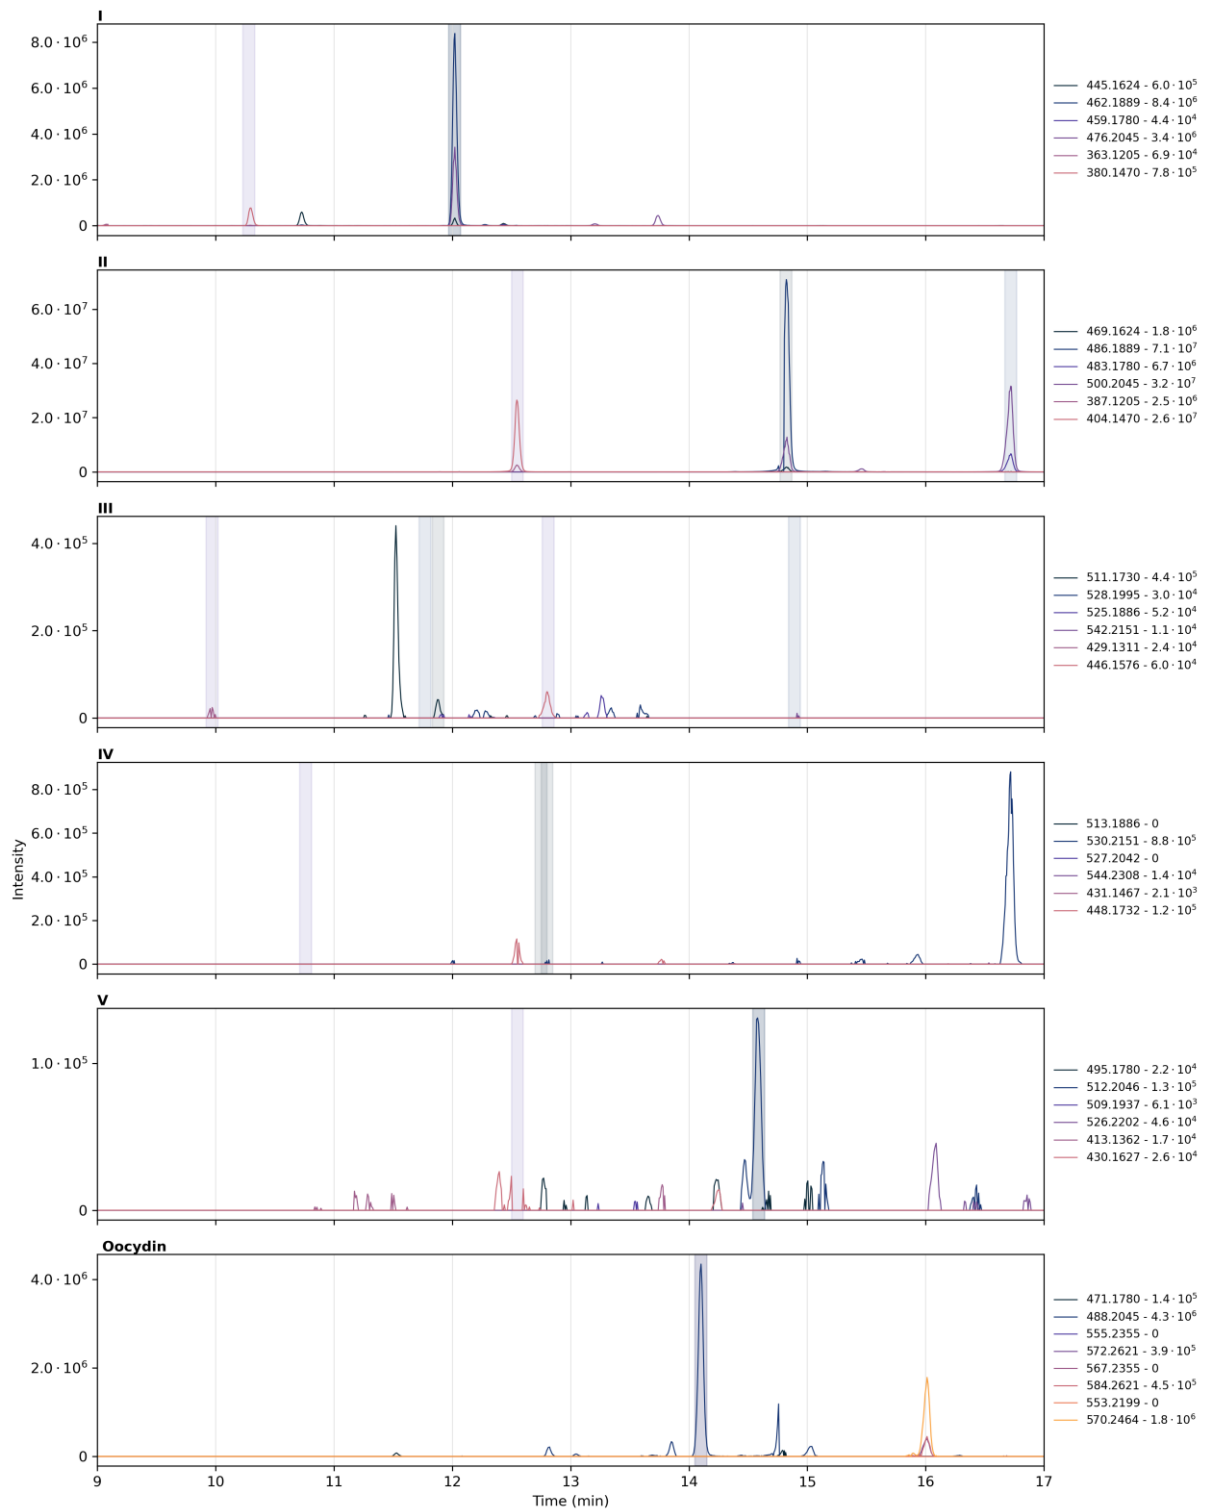 I
8.0 · 10⁶
6.0 · 10⁶
4.0 · 10⁶
2.0 · 10⁶
0
445.1624 - 6.0 · 10⁵
462.1889 - 8.4 · 10⁶
459.1780 - 4.4 · 10⁴
476.2045 - 3.4 · 10⁶
363.1205 - 6.9 · 10⁴
380.1470 - 7.8 · 10⁵
9 10 11 12 13 14 15 16 17
II
6.0 · 10⁷
4.0 · 10⁷
2.0 · 10⁷
0
469.1624 - 1.8 · 10⁶
486.1889 - 7.1 · 10⁷
483.1780 - 6.7 · 10⁶
500.2045 - 3.2 · 10⁷
387.1205 - 2.5 · 10⁶
404.1470 - 2.6 · 10⁷
III
4.0 · 10⁵
2.0 · 10⁵
0
511.1730 - 4.4 · 10⁵
528.1995 - 3.0 · 10⁴
525.1886 - 5.2 · 10⁴
542.2151 - 1.1 · 10⁴
429.1311 - 2.4 · 10⁴
446.1576 - 6.0 · 10⁴
IV
8.0 · 10⁵
6.0 · 10⁵
4.0 · 10⁵
2.0 · 10⁵
0
Intensity
513.1886 - 0
530.2151 - 8.8 · 10⁵
527.2042 - 0
544.2308 - 1.4 · 10⁴
431.1467 - 2.1 · 10³
448.1732 - 1.2 · 10⁵
V
1.0 · 10⁵
0
495.1780 - 2.2 · 10⁴
512.2046 - 1.3 · 10⁵
509.1937 - 6.1 · 10³
526.2202 - 4.6 · 10⁴
413.1362 - 1.7 · 10⁴
430.1627 - 2.6 · 10⁴
Oocydin
4.0 · 10⁶
2.0 · 10⁶
0
471.1780 - 1.4 · 10⁵
488.2045 - 4.3 · 10⁶
555.2355 - 0
572.2621 - 3.9 · 10⁵
567.2355 - 0
584.2621 - 4.5 · 10⁵
553.2199 - 0
570.2464 - 1.8 · 10⁶
9 10 11 12 13 14 15 16 17
Time (min)